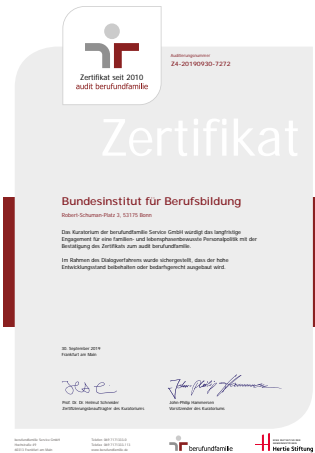 Zertifikat seit 2010
audit berufundfamilie
Auditierungsnummer
Z4-20190930-7272
Zertifikat
Bundesinstitut für Berufsbildung
Robert-Schuman-Platz 3, 53175 Bonn
Das Kuratorium der berufundfamilie Service GmbH würdigt das langfristige
Engagement für eine familien- und lebensphasenbewusste Personalpolitik mit der
Bestätigung des Zertifikats zum audit berufundfamilie.
Im Rahmen des Dialogverfahrens wurde sichergestellt, dass der hohe
Entwicklungsstand beibehalten oder bedarfsgerecht ausgebaut wird.
30. September 2019
Frankfurt am Main
Prof. Dr. Dr. Helmut Schneider
Zertifizierungsbeauftragter des Kuratoriums
John-Philip Hammersen
Vorsitzender des Kuratoriums
berufundfamilie Service GmbH
berufundfamilie
Hertie Stiftung